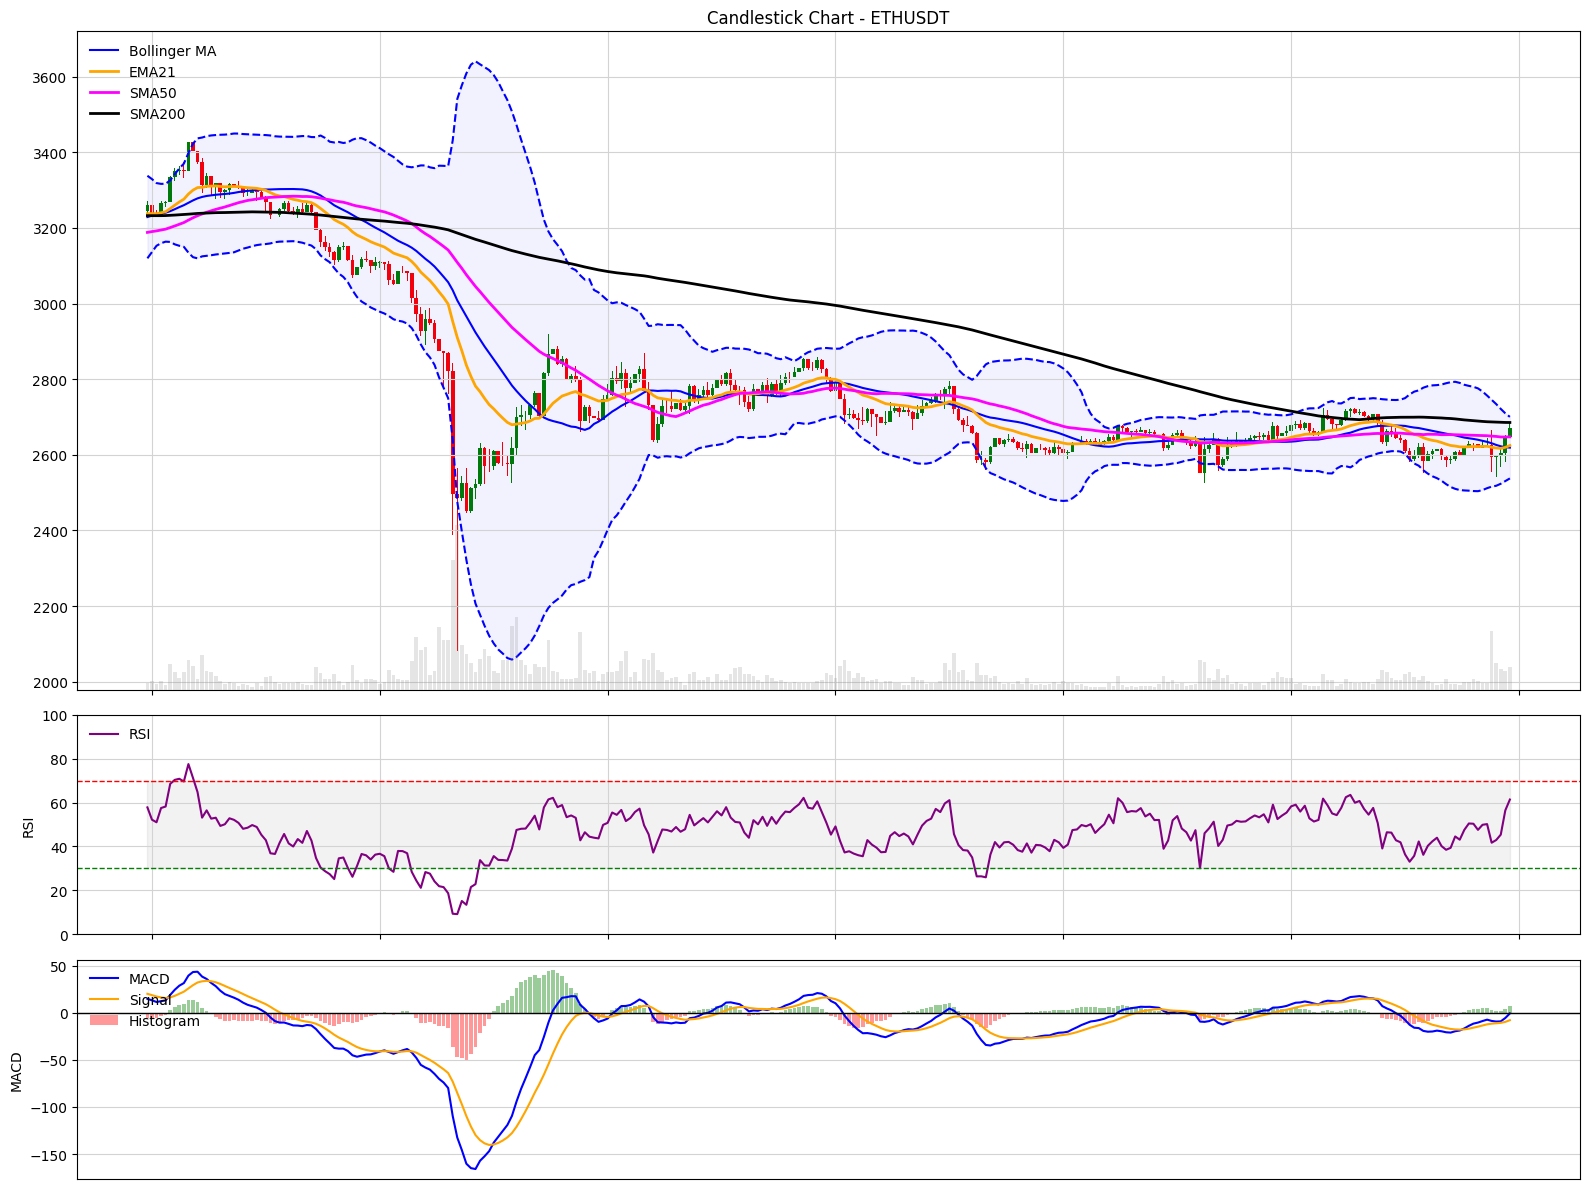 Candlestick Chart - ETHUSDT
Bollinger MA
EMA21
SMA50
SMA200
3600
3400
3200
3000
2800
2600
2400
2200
2000
RSI
100
80
60
40
20
0
RSI
MACD
Signal
Histogram
50
0
−50
−100
−150
MACD